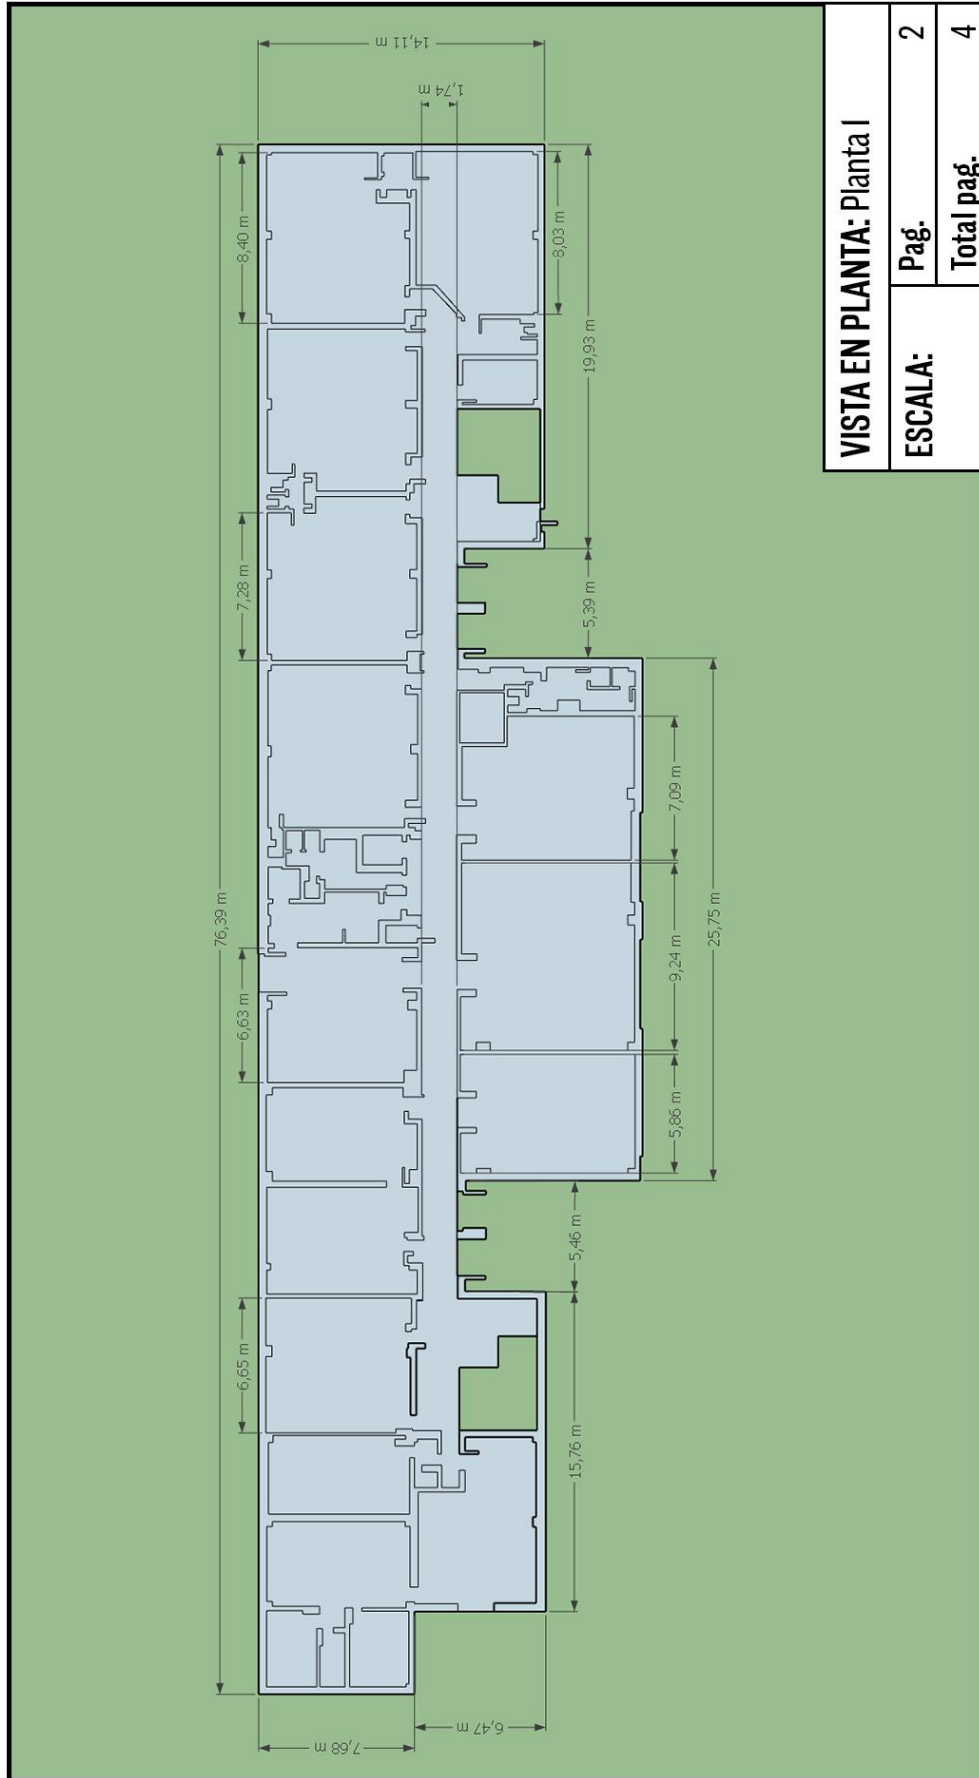 14,11 m
1,74 m
8,40 m
8,03 m
19,93 m
7,28 m
5,39 m
7,09 m
76,39 m
9,24 m
25,75 m
6,63 m
5,86 m
5,46 m
6,65 m
15,76 m
6,47 m
7,68 m
VISTA EN PLANTA: Planta I
ESCALA:
Pag. 2
Total pag. 4